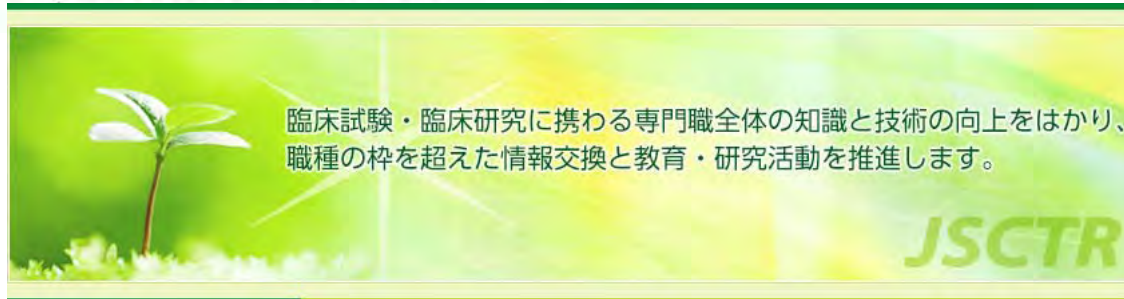 臨床試験・臨床研究に携わる専門職全体の知識と技術の向上をはかり、
職種の枠を超えた情報交換と教育・研究活動を推進します。
JSCTR